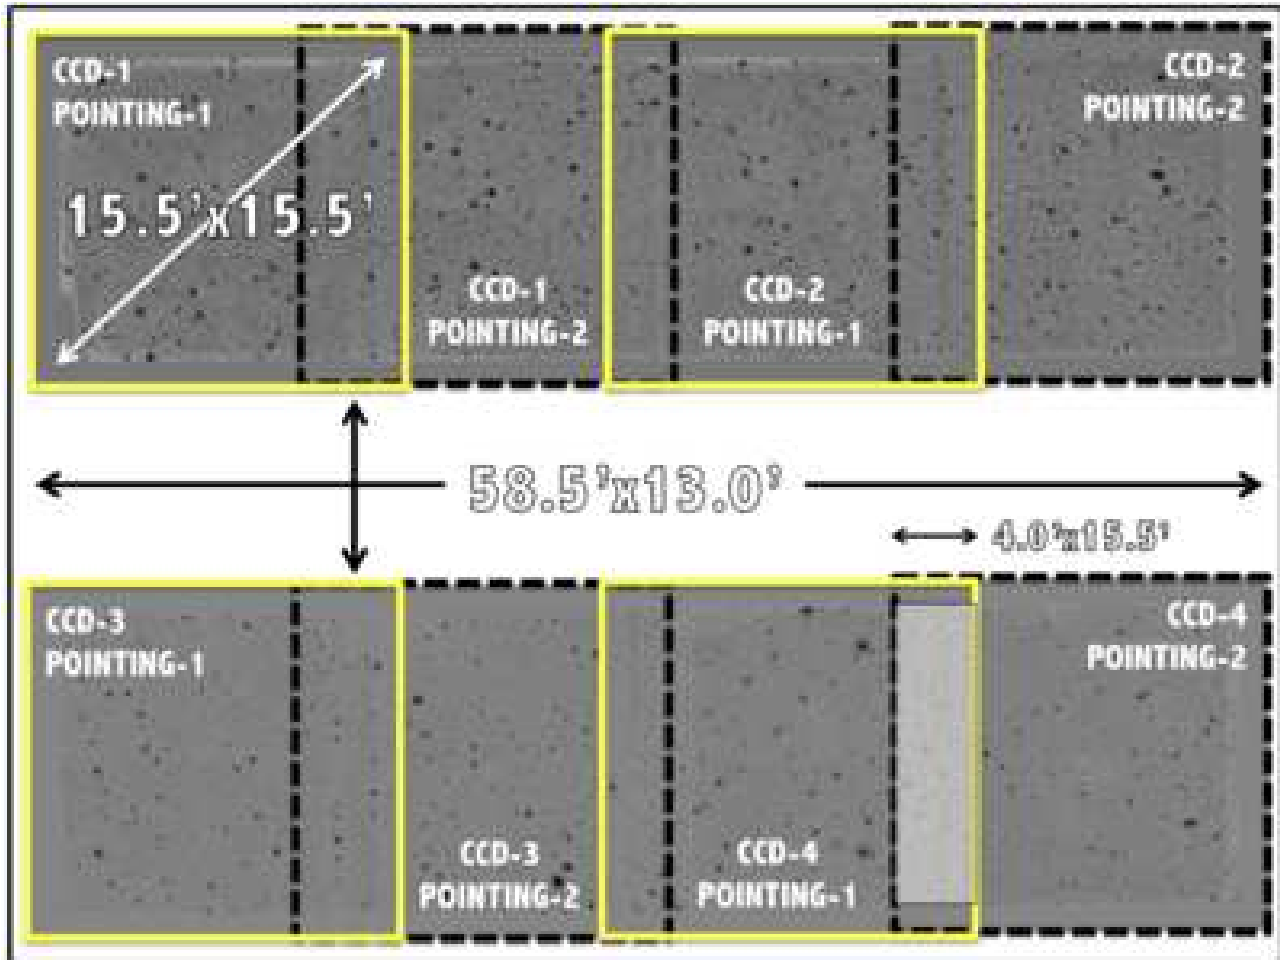 CCD-1
POINTING-1
CCD-2
POINTING-2
15.5'x15.5'
CCD-1
POINTING-2
CCD-2
POINTING-1
58.5'x13.0'
4.0'x15.5'
CCD-3
POINTING-1
CCD-4
POINTING-2
CCD-3
POINTING-2
CCD-4
POINTING-1